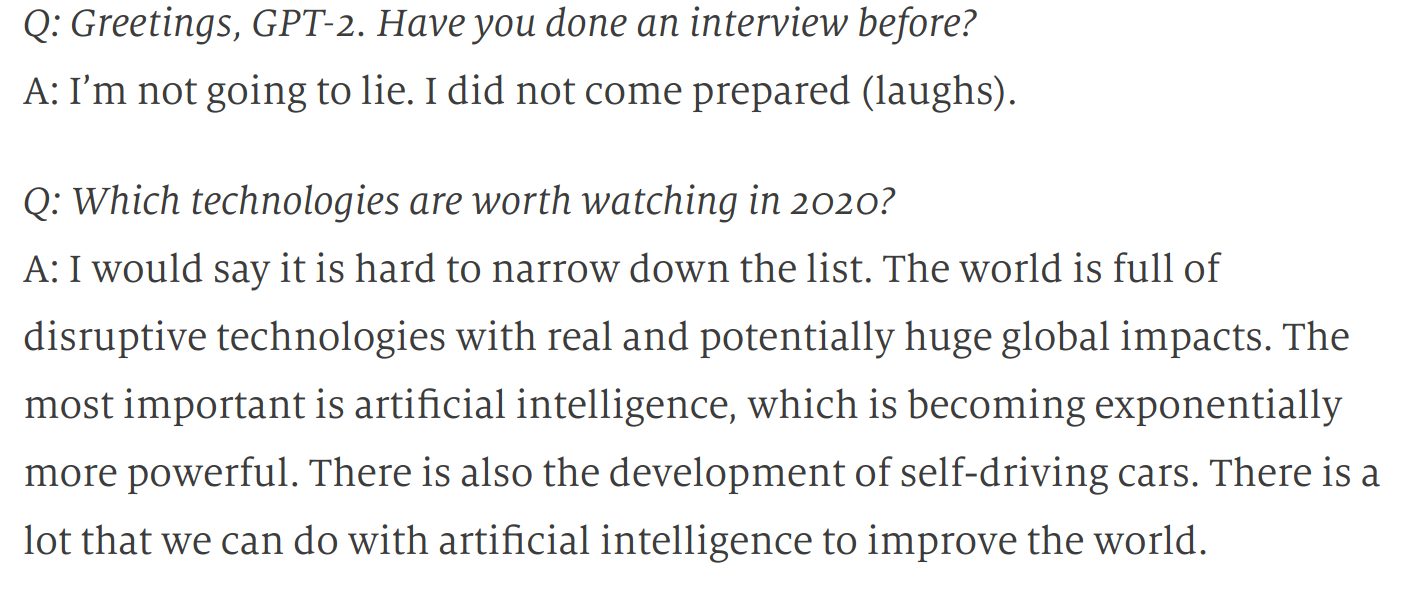 Q: Greetings, GPT-2. Have you done an interview before?
A: I’m not going to lie. I did not come prepared (laughs).
Q: Which technologies are worth watching in 2020?
A: I would say it is hard to narrow down the list. The world is full of
disruptive technologies with real and potentially huge global impacts. The
most important is artificial intelligence, which is becoming exponentially
more powerful. There is also the development of self-driving cars. There is a
lot that we can do with artificial intelligence to improve the world.